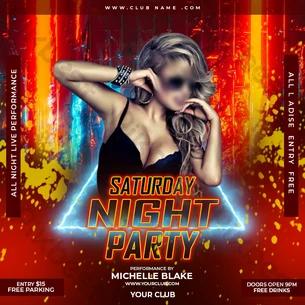 WWW.CLUB NAME .COM
ALL NIGHT LIVE PERFORMANCE
ALL L ADISE ENTRY FREE
SATURDAY
NIGHT
PARTY
PERFORMANCE BY
MICHELLE BLAKE
WWW.YOURCLUB.COM
YOUR CLUB
ENTRY $15
FREE PARKING
DOORS OPEN 9PM
FREE DRINKS